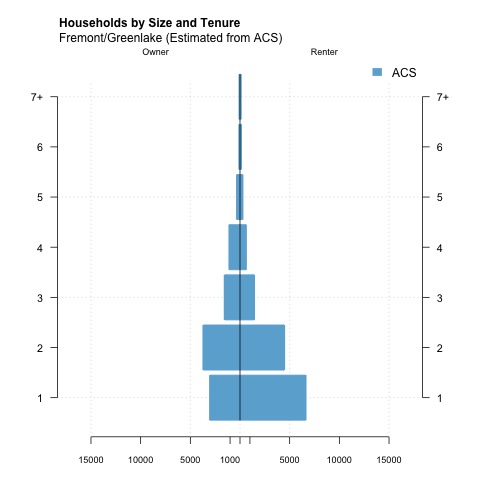 Households by Size and Tenure
Fremont/Greenlake (Estimated from ACS)
Owner Renter
ACS
7+ 7+
6 6
5 5
4 4
3 3
2 2
1 1
15000 10000 5000 1000 5000 10000 15000